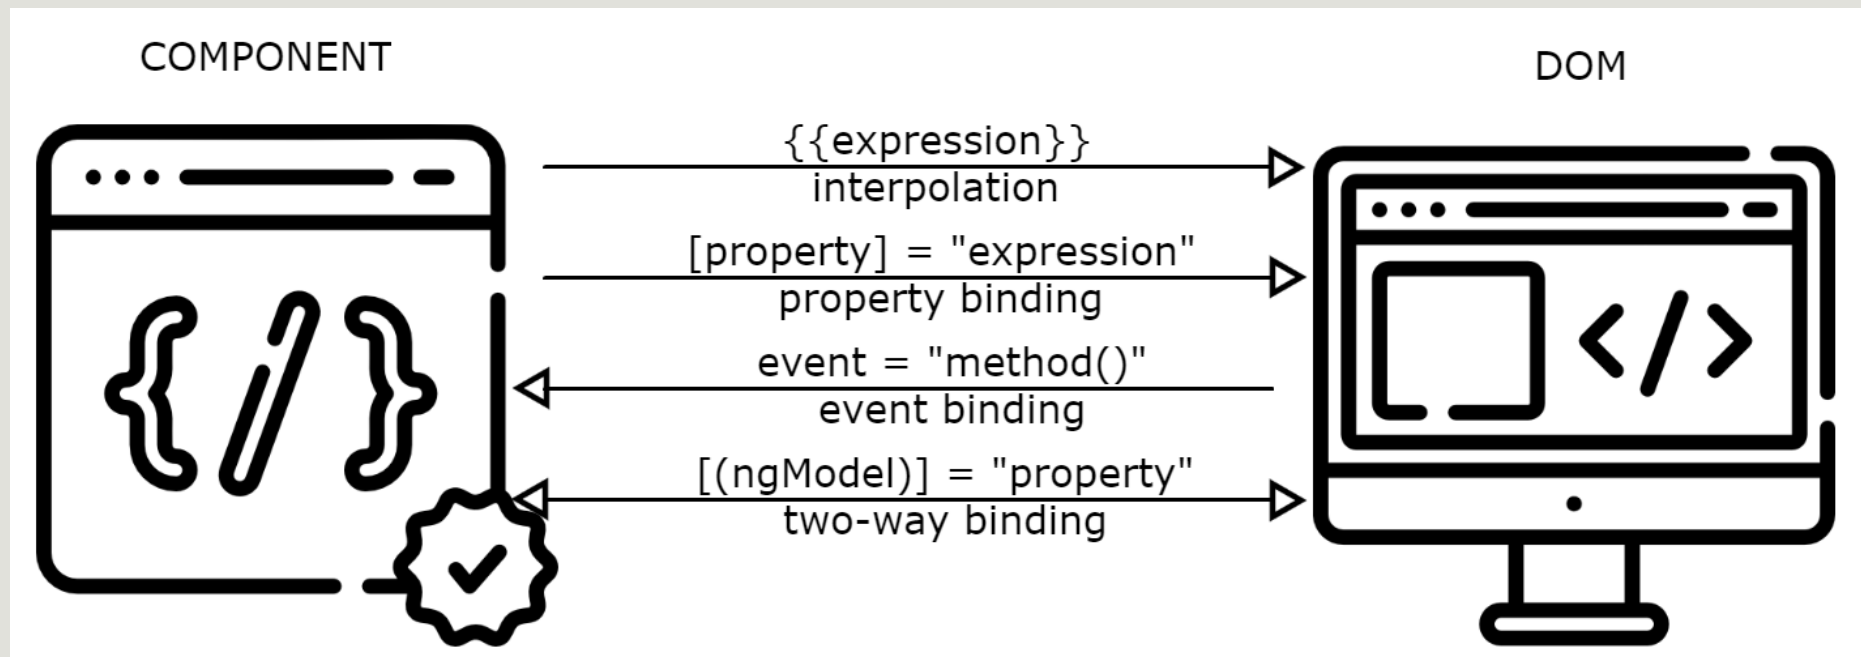 COMPONENT
DOM
{{expression}}
interpolation
[property] = "expression"
property binding
event = "method()"
event binding
[(ngModel)] = "property"
two-way binding